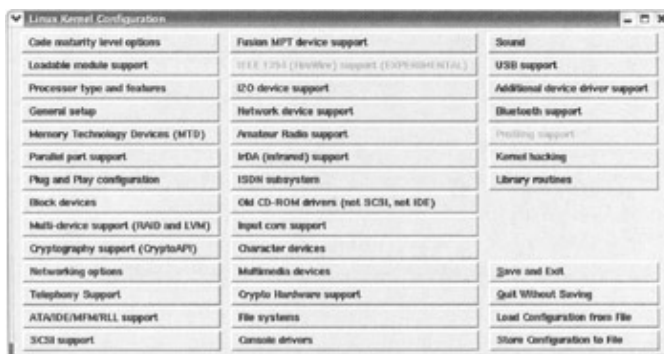 Linux Kernel Configuration
Code maturity level options
Loadable module support
Processor type and features
General setup
Memory Technology Devices (MTD)
Parallel port support
Plug and Play configuration
Block devices
Multi-device support (RAID and LVM)
Cryptography support (CryptoAPI)
Networking options
Telephony Support
ATA/IDE/MFM/RLL support
SCSI support
Fusion MPT device support
IEEE 1394 (FireWire) support (EXPERIMENTAL)
I2O device support
Network device support
Amateur Radio support
IrDA (infrared) support
ISDN subsystem
Old CD-ROM drivers (not SCSI, not IDE)
Input core support
Character devices
Multimedia devices
Crypto Hardware support
File systems
Console drivers
Sound
USB support
Additional device driver support
Bluetooth support
Profiling support
Kernel hacking
Library routines
Save and Exit
Quit Without Saving
Load Configuration from File
Store Configuration to File